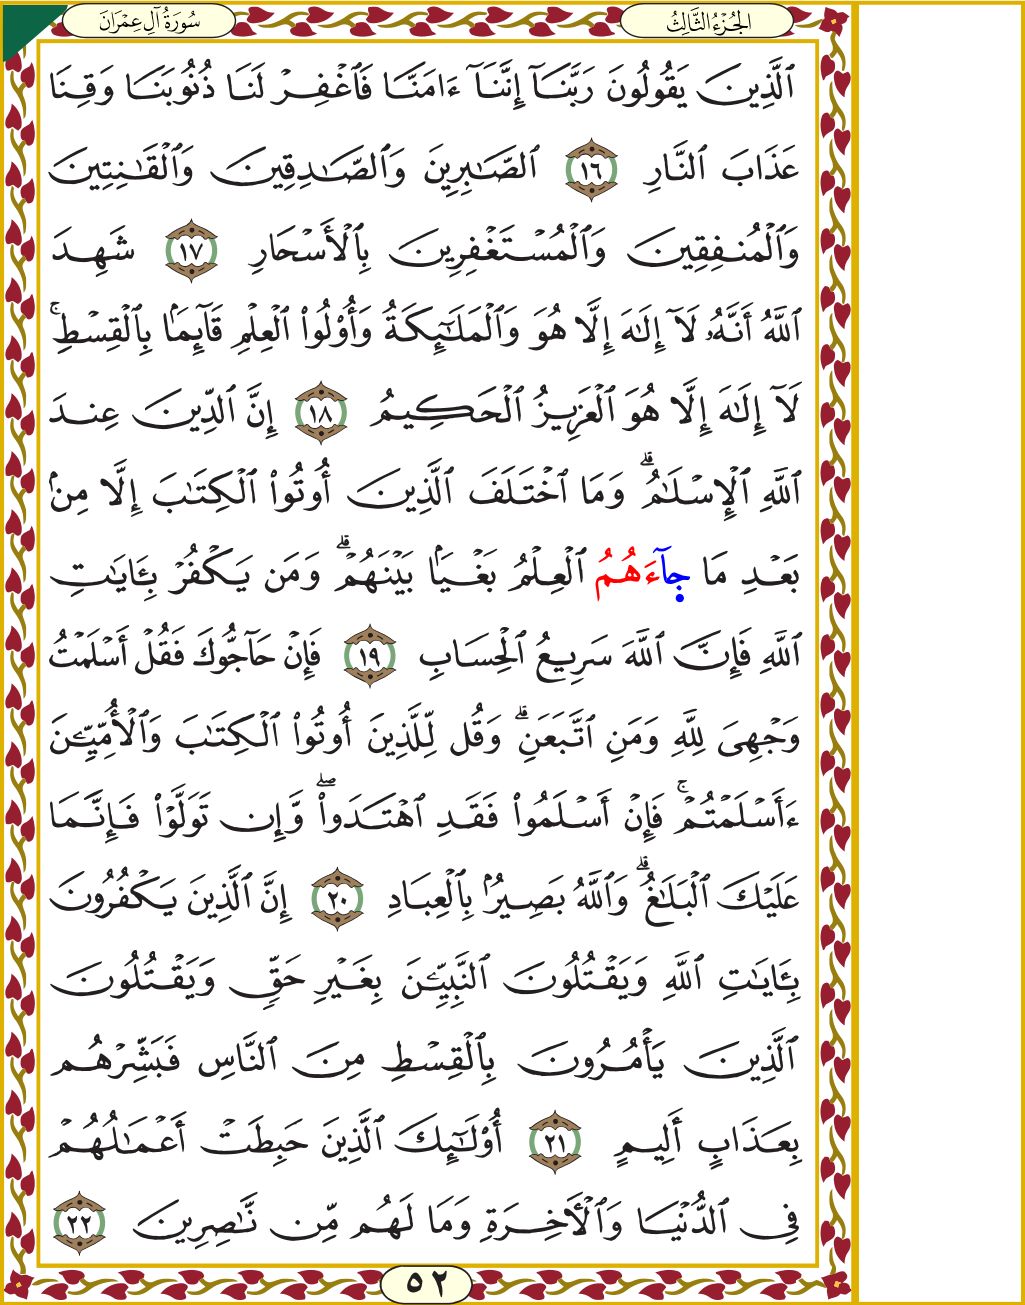 سُورَةُ آلِ عِمۡرَانَ
الجُزۡءُ الثَّالِثُ
ٱلَّذِينَ يَقُولُونَ رَبَّنَآ إِنَّنَآ ءَامَنَّا فَٱغۡفِرۡ لَنَا ذُنُوبَنَا وَقِنَا
عَذَابَ ٱلنَّارِ ١٦ ٱلصَّٰبِرِينَ وَٱلصَّٰدِقِينَ وَٱلۡقَٰنِتِينَ
وَٱلۡمُنفِقِينَ وَٱلۡمُسۡتَغۡفِرِينَ بِٱلۡأَسۡحَارِ ١٧ شَهِدَ
ٱللَّهُ أَنَّهُۥ لَآ إِلَٰهَ إِلَّا هُوَ وَٱلۡمَلَٰٓئِكَةُ وَأُوْلُواْ ٱلۡعِلۡمِ قَآئِمَۢا بِٱلۡقِسۡطِۚ
لَآ إِلَٰهَ إِلَّا هُوَ ٱلۡعَزِيزُ ٱلۡحَكِيمُ ١٨ إِنَّ ٱلدِّينَ عِندَ
ٱللَّهِ ٱلۡإِسۡلَٰمُۗ وَمَا ٱخۡتَلَفَ ٱلَّذِينَ أُوتُواْ ٱلۡكِتَٰبَ إِلَّا مِنۢ
بَعۡدِ مَا جَآءَهُمُ ٱلۡعِلۡمُ بَغۡيَۢا بَيۡنَهُمۡۗ وَمَن يَكۡفُرۡ بِـَٔايَٰتِ
ٱللَّهِ فَإِنَّ ٱللَّهَ سَرِيعُ ٱلۡحِسَابِ ١٩ فَإِنۡ حَآجُّوكَ فَقُلۡ أَسۡلَمۡتُ
وَجۡهِيَ لِلَّهِ وَمَنِ ٱتَّبَعَنِۗ وَقُل لِّلَّذِينَ أُوتُواْ ٱلۡكِتَٰبَ وَٱلۡأُمِّيِّـۧنَ
ءَأَسۡلَمۡتُمۡۚ فَإِنۡ أَسۡلَمُواْ فَقَدِ ٱهۡتَدَواْۖ وَّإِن تَوَلَّوۡاْ فَإِنَّمَا
عَلَيۡكَ ٱلۡبَلَٰغُۗ وَٱللَّهُ بَصِيرُۢ بِٱلۡعِبَادِ ٢٠ إِنَّ ٱلَّذِينَ يَكۡفُرُونَ
بِـَٔايَٰتِ ٱللَّهِ وَيَقۡتُلُونَ ٱلنَّبِيِّـۧنَ بِغَيۡرِ حَقّٖ وَيَقۡتُلُونَ
ٱلَّذِينَ يَأۡمُرُونَ بِٱلۡقِسۡطِ مِنَ ٱلنَّاسِ فَبَشِّرۡهُم
بِعَذَابٍ أَلِيمٍ ٢١ أُوْلَٰٓئِكَ ٱلَّذِينَ حَبِطَتۡ أَعۡمَٰلُهُمۡ
فِي ٱلدُّنۡيَا وَٱلۡأٓخِرَةِ وَمَا لَهُم مِّن نَّٰصِرِينَ ٢٢
٥٢